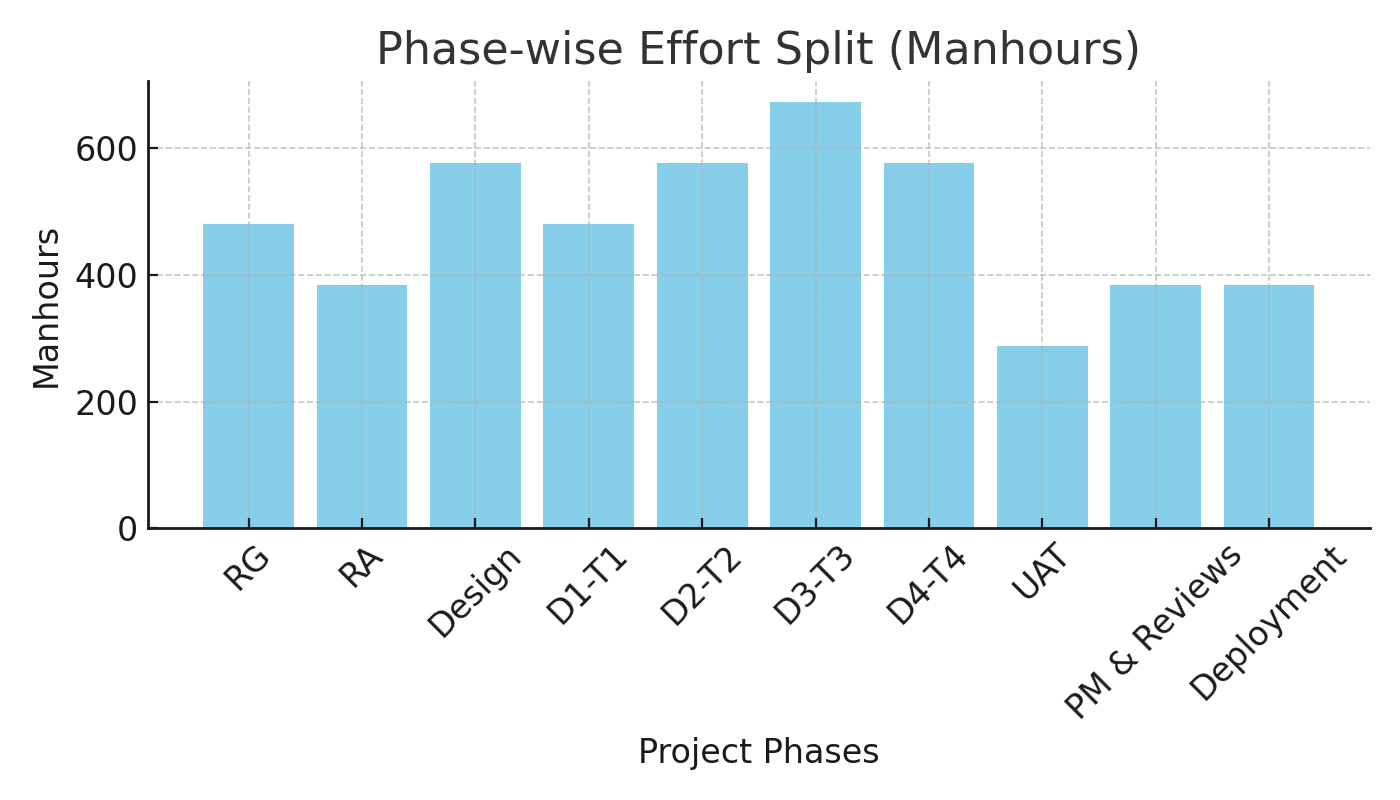 Phase-wise Effort Split (Manhours)
600
400
200
0
Manhours
RG
RA
Design
D1-T1
D2-T2
D3-T3
D4-T4
UAT
PM & Reviews
Deployment
Project Phases